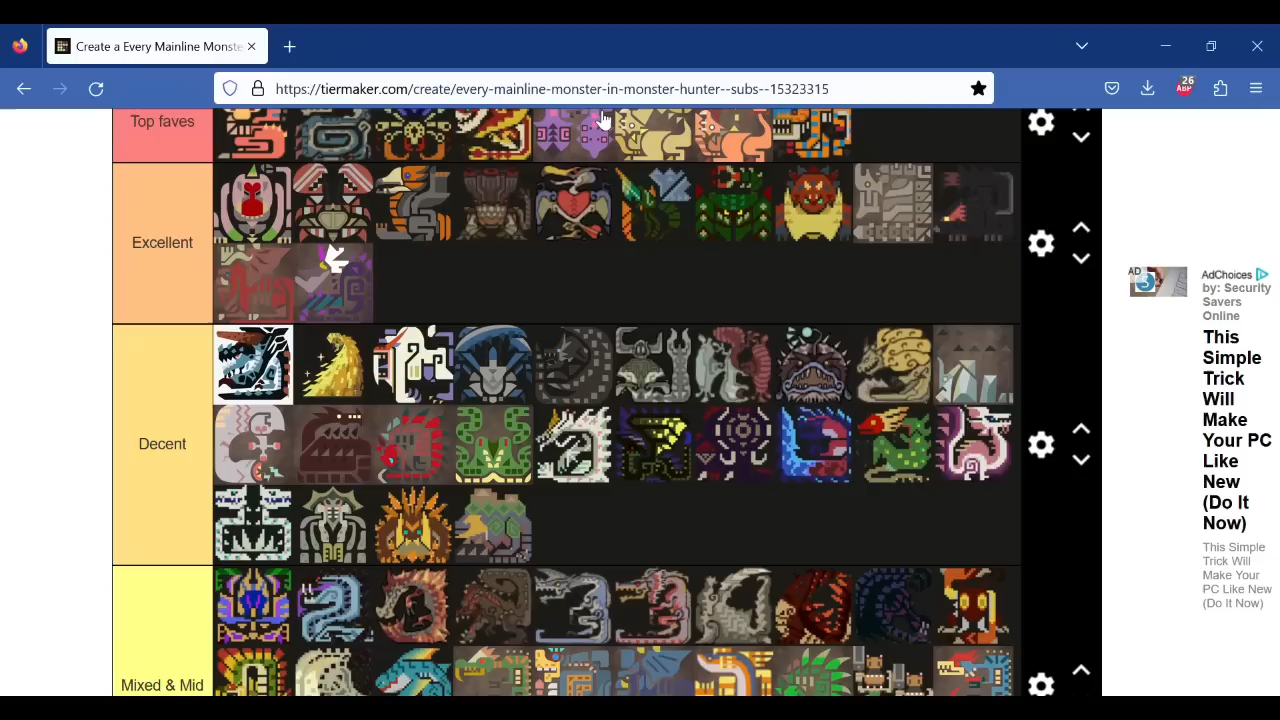 Create a Every Mainline Monste
https://tiermaker.com/create/every-mainline-monster-in-monster-hunter--subs--15323315
26
ABP
Top faves
Excellent
Decent
Mixed & Mid
AD
AdChoices
by: Security
Savers
Online
This
Simple
Trick
Will
Make
Your PC
Like
New
(Do It
Now)
This Simple
Trick Will
Make Your
PC Like New
(Do It Now)